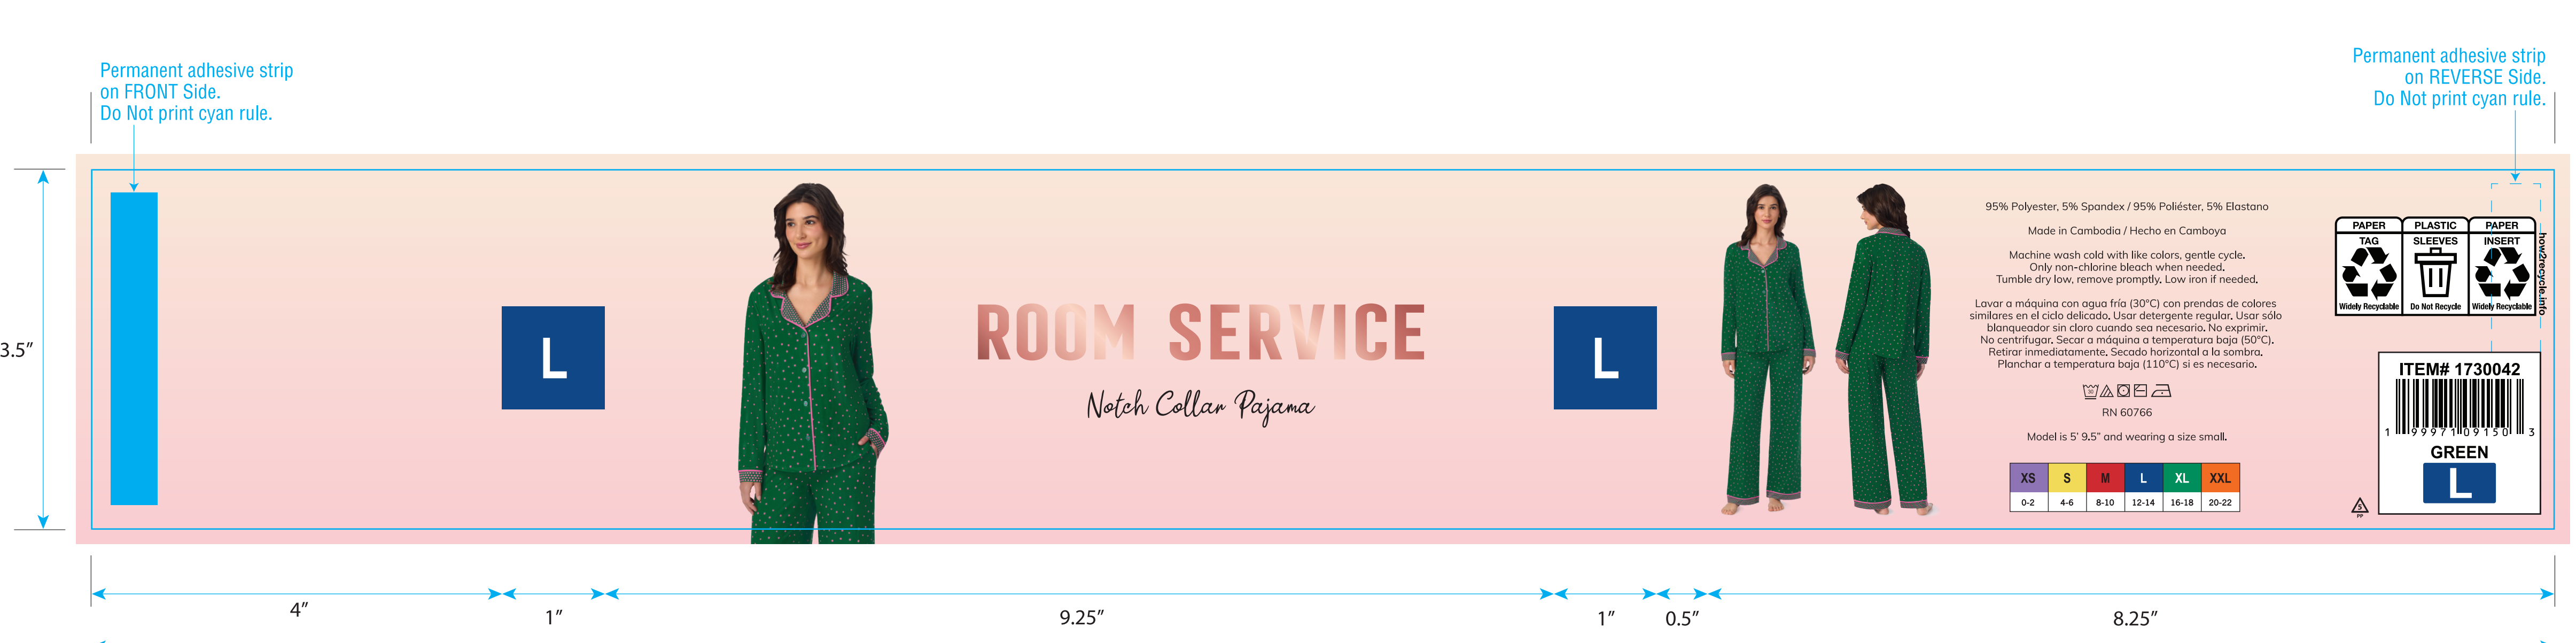 Permanent adhesive strip
on FRONT Side.
Do Not print cyan rule.
Permanent adhesive strip
on REVERSE Side.
Do Not print cyan rule.
3.5”
L
ROOM SERVICE
Notch Collar Pajama
L
95% Polyester, 5% Spandex / 95% Poliéster, 5% Elastano
Made in Cambodia / Hecho en Camboya
Machine wash cold with like colors, gentle cycle.
Only non-chlorine bleach when needed.
Tumble dry low, remove promptly. Low iron if needed.
Lavar a máquina con agua fría (30°C) con prendas de colores
similares en el ciclo delicado. Usar detergente regular. Usar sólo
blanqueador sin cloro cuando sea necesario. No exprimir.
No centrifugar. Secar a máquina a temperatura baja (50°C).
Retirar inmediatamente. Secado horizontal a la sombra.
Planchar a temperatura baja (110°C) si es necesario.
30
RN 60766
Model is 5’ 9.5” and wearing a size small.
XS S M L XL XXL
0-2 4-6 8-10 12-14 16-18 20-22
PAPER PLASTIC PAPER
TAG SLEEVES INSERT
Widely Recyclable Do Not Recycle Widely Recyclable
how2recycle.info
5
PP
ITEM# 1730042
1 99971 09150 3
GREEN
L
4” 1” 9.25” 1” 0.5” 8.25”